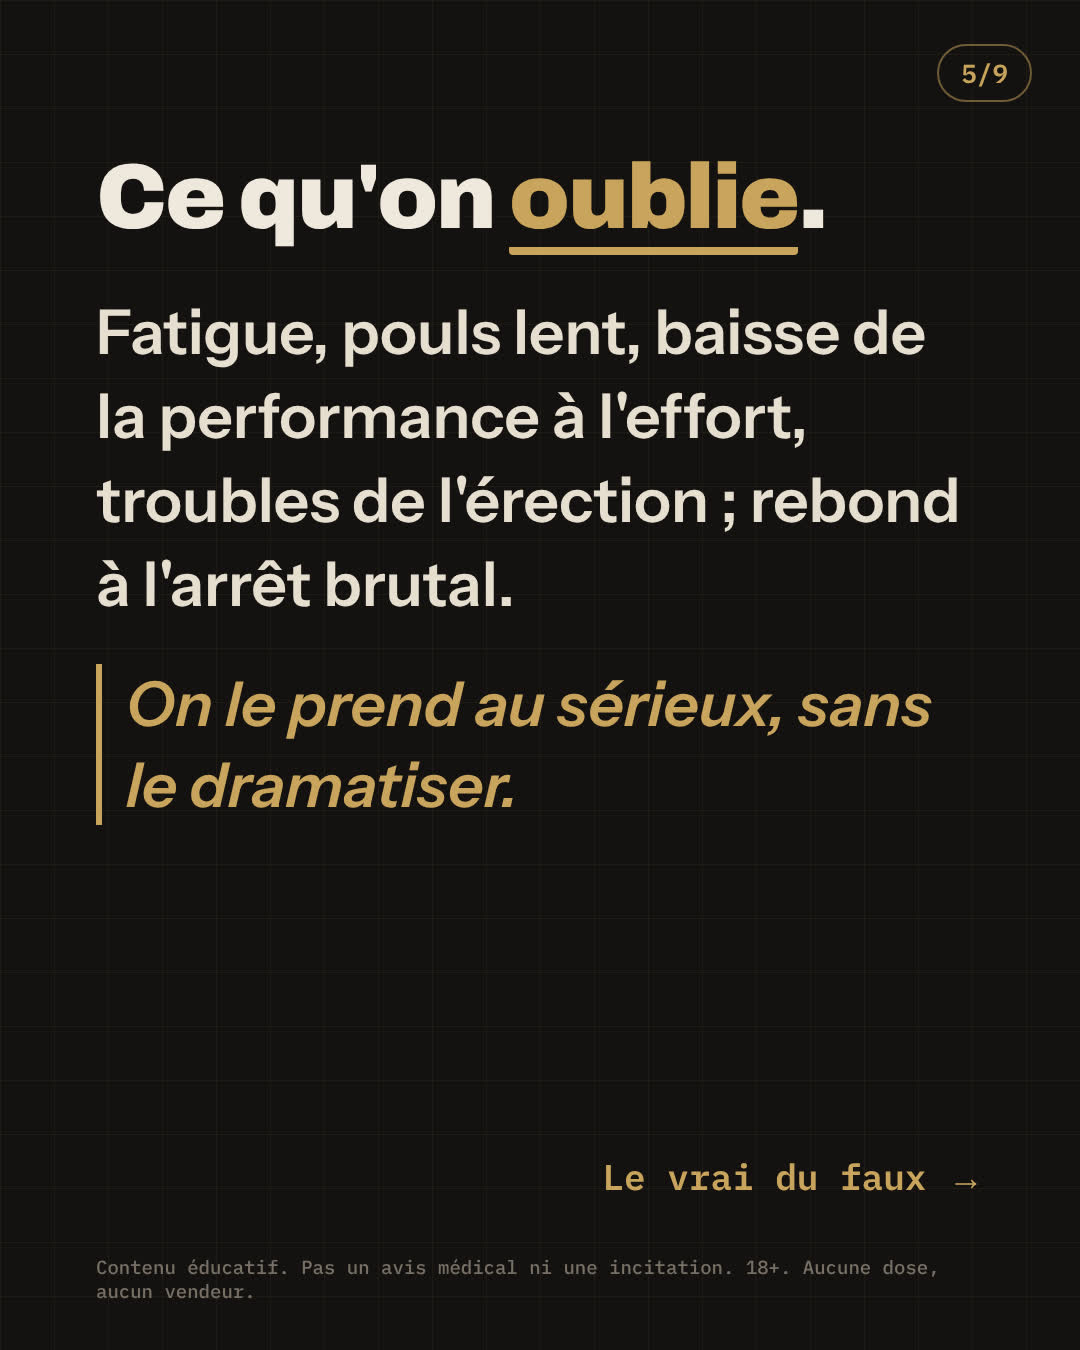 5/9
Ce qu'on oublie.
Fatigue, pouls lent, baisse de
la performance à l'effort,
troubles de l'érection ; rebond
à l'arrêt brutal.
On le prend au sérieux, sans
le dramatiser.
Le vrai du faux →
Contenu éducatif. Pas un avis médical ni une incitation. 18+. Aucune dose,
aucun vendeur.